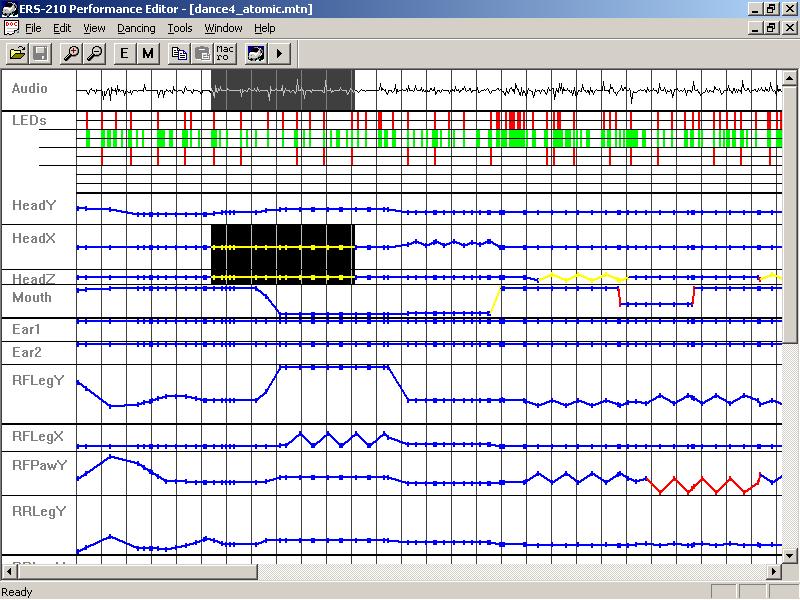 ERS-210 Performance Editor - [dance4_atomic.mtn]
File Edit View Dancing Tools Window Help
E M Mac ro
Audio
LEDs
HeadY
HeadX
HeadZ
Mouth
Ear1
Ear2
RFLegY
RFLegX
RFPawY
RRLegY
Ready